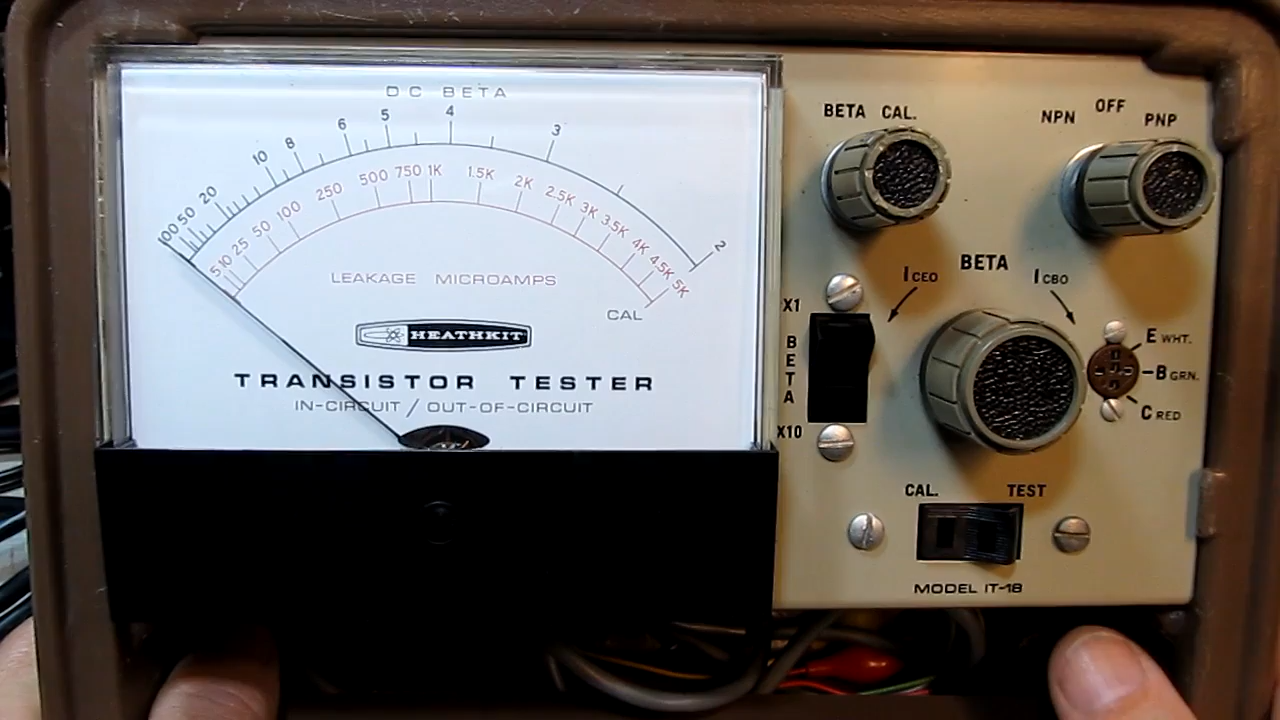 DC BETA
100 50 20 10 8 6 5 4 3 2
5 10 25 50 100 250 500 750 1K 1.5K 2K 2.5K 3K 3.5K 4K 4.5K 5K
LEAKAGE MICROAMPS
CAL
HEATHKIT
TRANSISTOR TESTER
IN-CIRCUIT / OUT-OF-CIRCUIT
BETA CAL.
NPN OFF PNP
ICEO BETA ICBO
X1
BETA
X10
E WHT.
B GRN.
C RED
CAL. TEST
MODEL IT-18